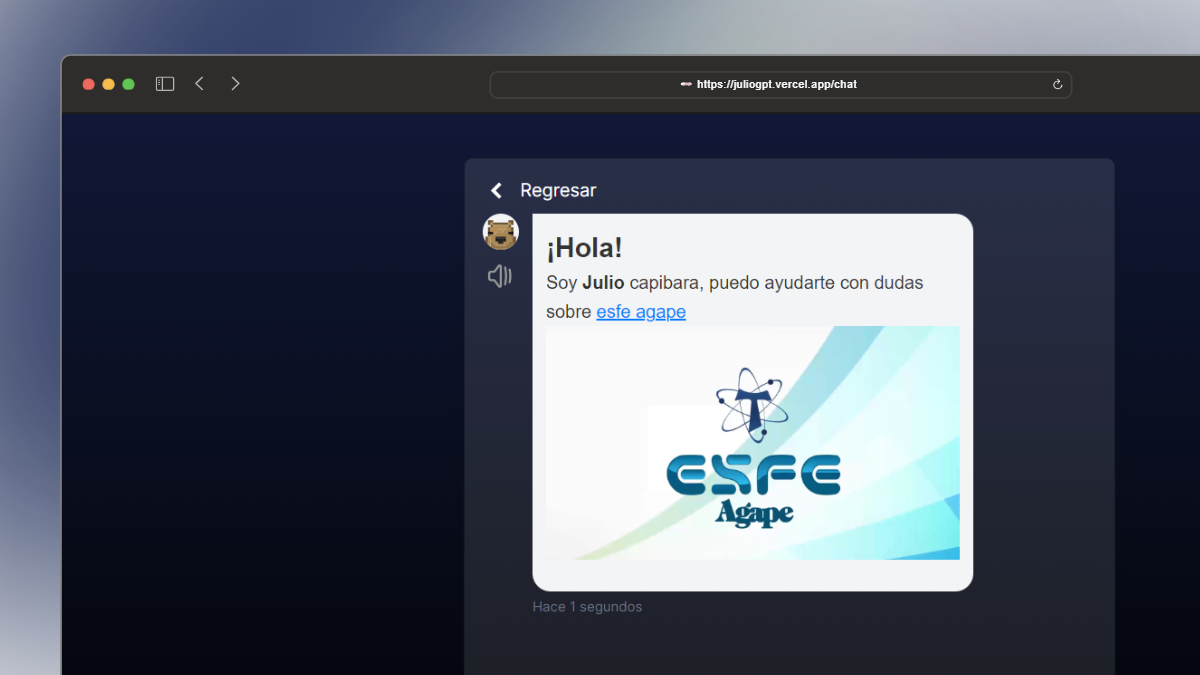 https://juliogpt.vercel.app/chat
Regresar
¡Hola!
Soy Julio capibara, puedo ayudarte con dudas
sobre esfe agape
T
ESFE
Agape
Hace 1 segundos